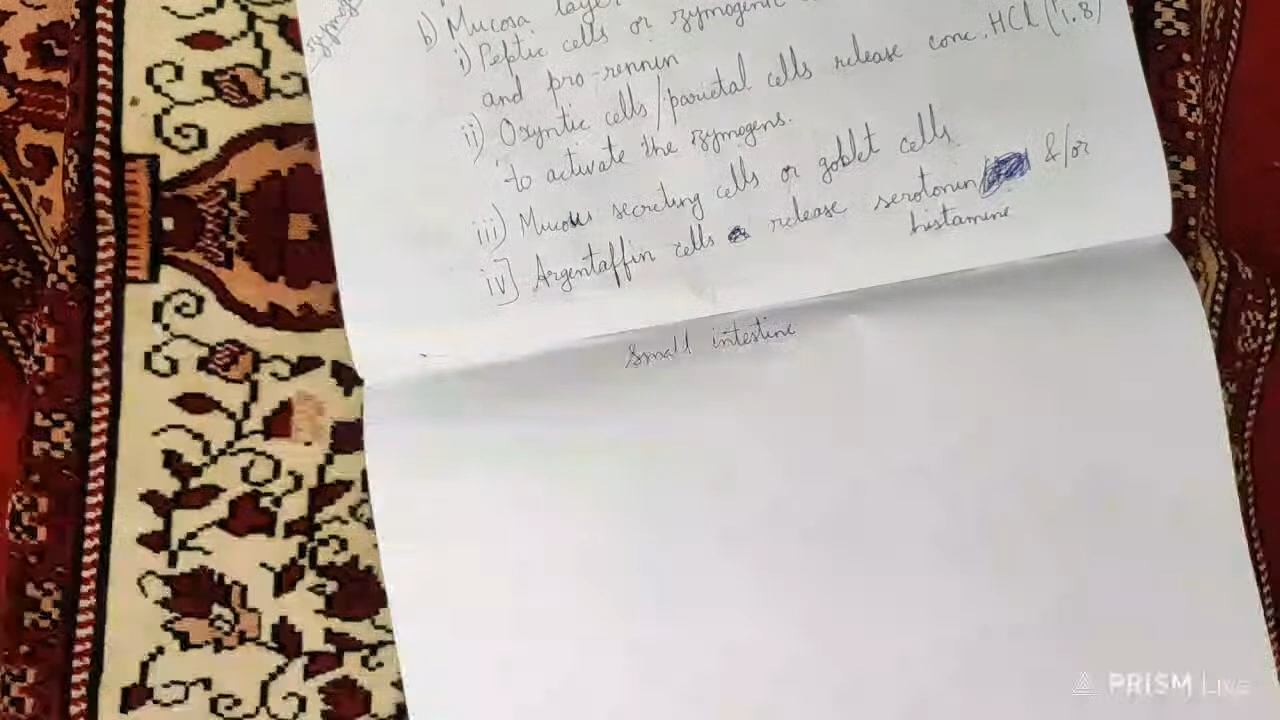 b) Mucosa layer
i) Peptic cells or zymogenic
and pro-rennin
ii) Oxyntic cells/parietal cells release conc. HCl (1.8)
to activate the zymogens.
iii) Mucous secreting cells or goblet cells.
iv] Argentaffin cells release serotonin &/or
histamine
Small intestine
PRISM Live